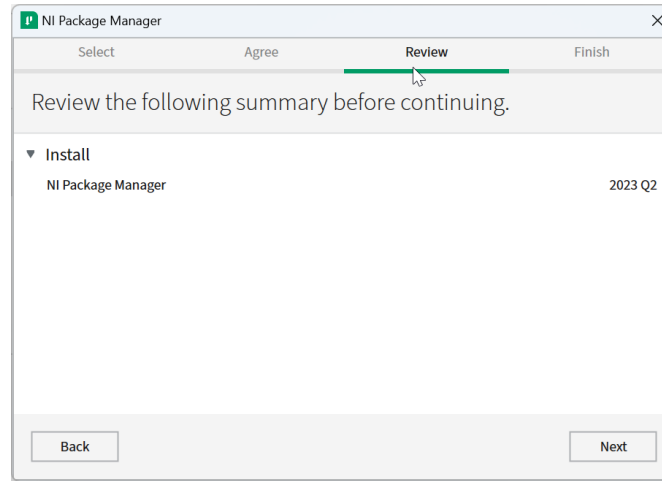 NI Package Manager
Select Agree Review Finish
Review the following summary before continuing.
Install
NI Package Manager 2023 Q2
Back Next